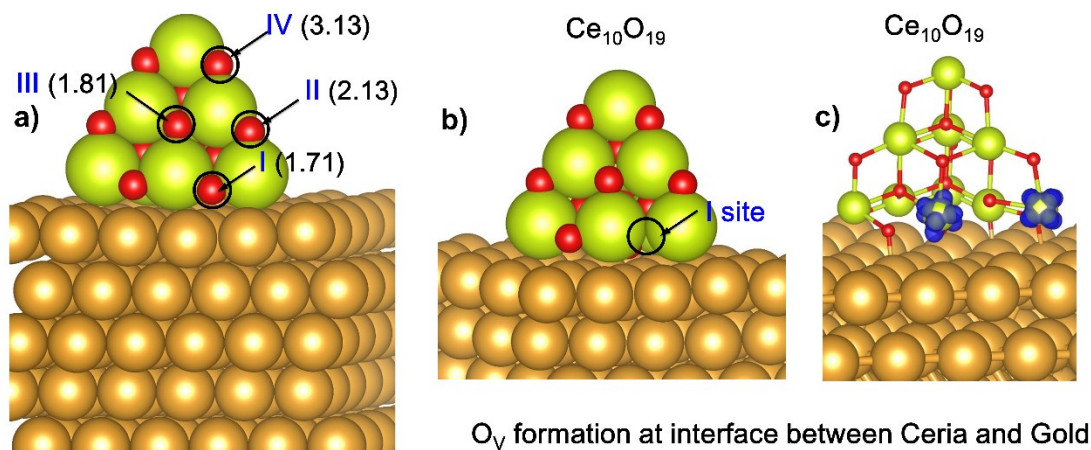 IV (3.13)
III (1.81)
II (2.13)
a)
I (1.71)
Ce₁₀O₁₉
b)
I site
Ce₁₀O₁₉
c)
Oᵥ formation at interface between Ceria and Gold